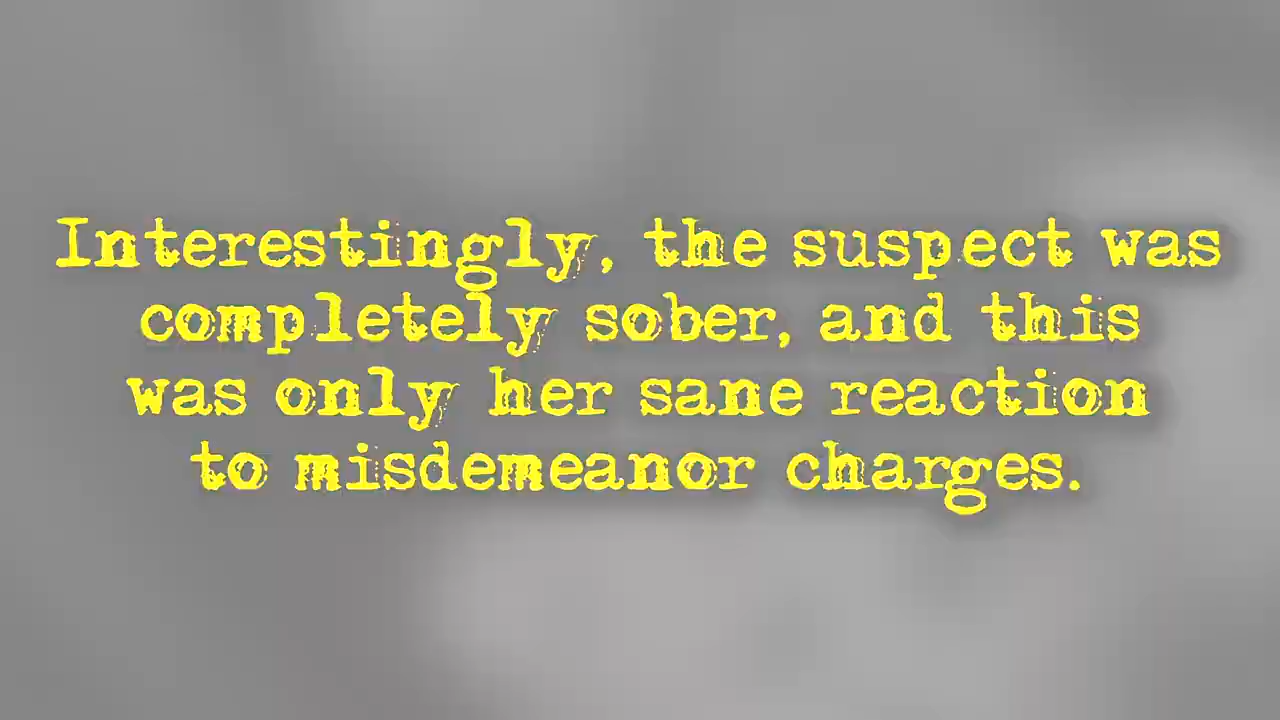 Interestingly, the suspect was
completely sober, and this
was only her sane reaction
to misdemeanor charges.